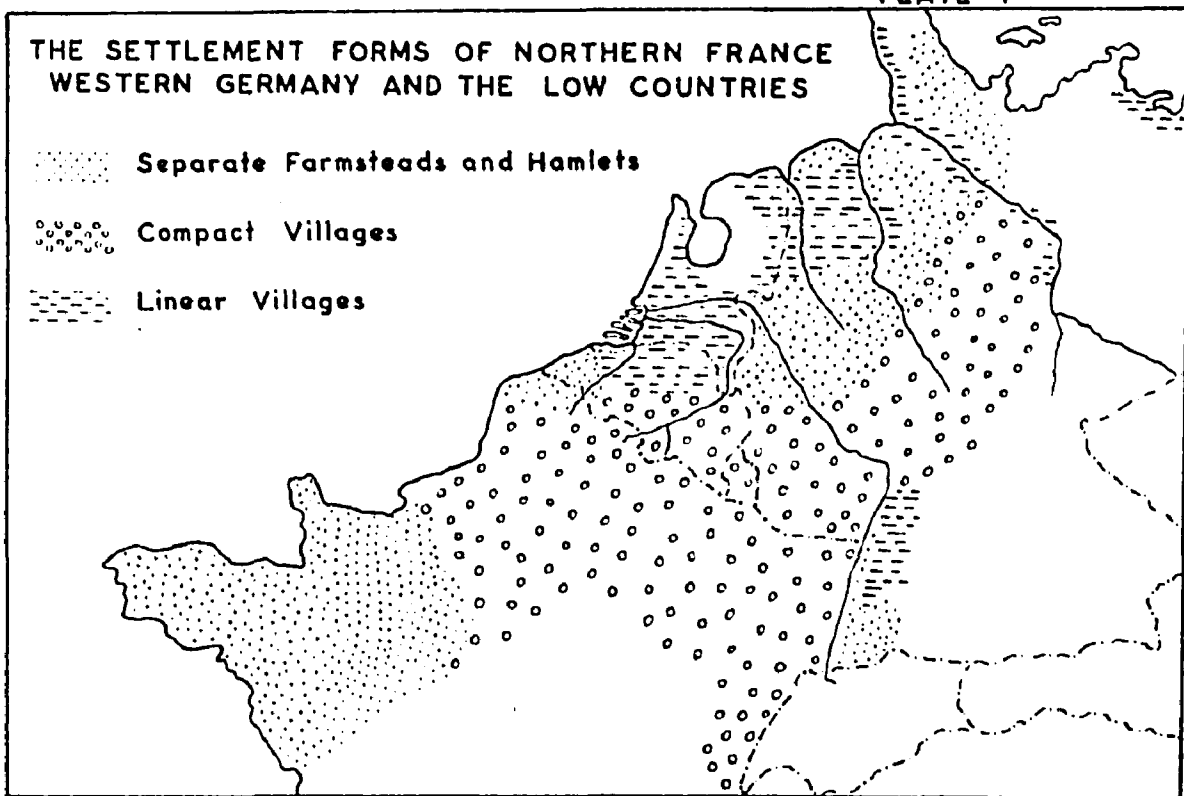 THE SETTLEMENT FORMS OF NORTHERN FRANCE
WESTERN GERMANY AND THE LOW COUNTRIES
Separate Farmsteads and Hamlets
Compact Villages
Linear Villages